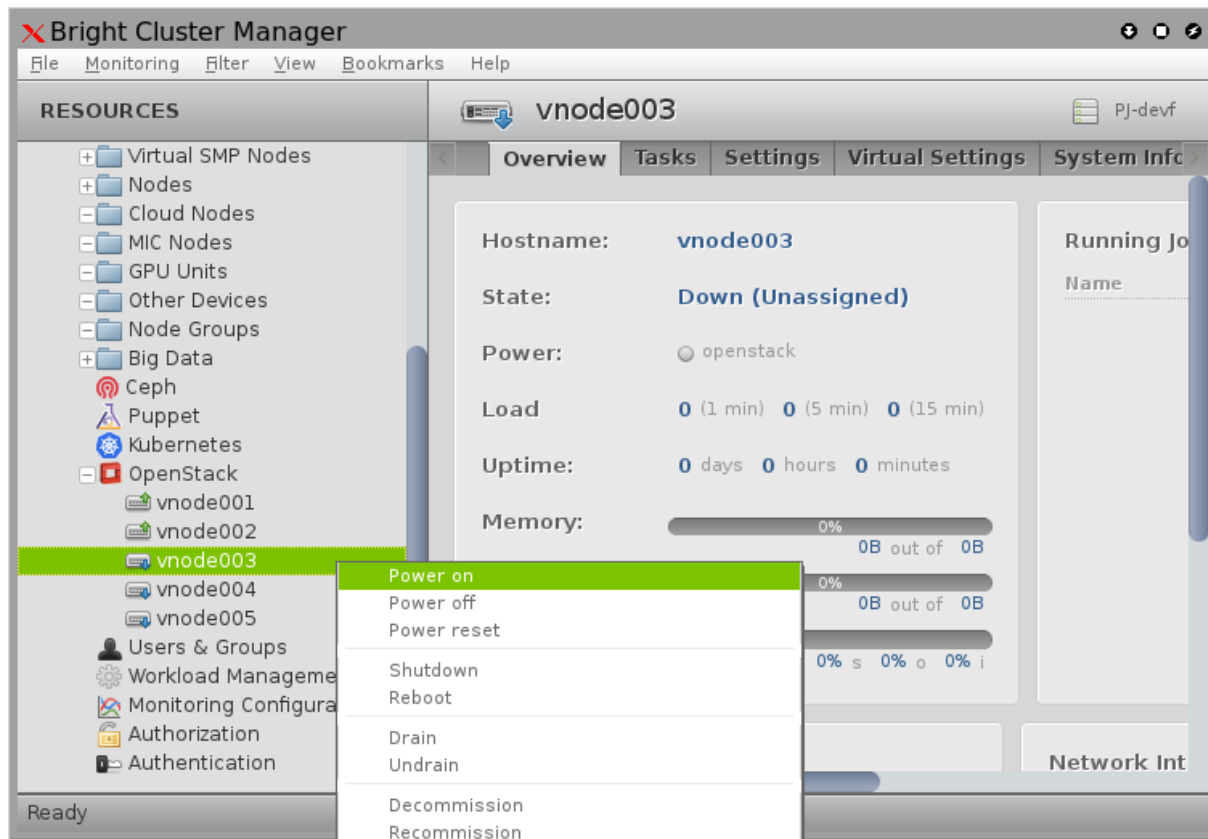 Bright Cluster Manager
File Monitoring Filter View Bookmarks Help
RESOURCES
Virtual SMP Nodes
Nodes
Cloud Nodes
MIC Nodes
GPU Units
Other Devices
Node Groups
Big Data
Ceph
Puppet
Kubernetes
OpenStack
vnode001
vnode002
vnode003
vnode004
vnode005
Users & Groups
Workload Manageme
Monitoring Configura
Authorization
Authentication
vnode003
PJ-devf
Overview Tasks Settings Virtual Settings System Info
Hostname: vnode003
State: Down (Unassigned)
Power: openstack
Load 0 (1 min) 0 (5 min) 0 (15 min)
Uptime: 0 days 0 hours 0 minutes
Memory: 0%
0B out of 0B
0%
0B out of 0B
0% s 0% o 0% i
Running Jo
Name
Network Int
Power on
Power off
Power reset
Shutdown
Reboot
Drain
Undrain
Decommission
Recommission
Ready